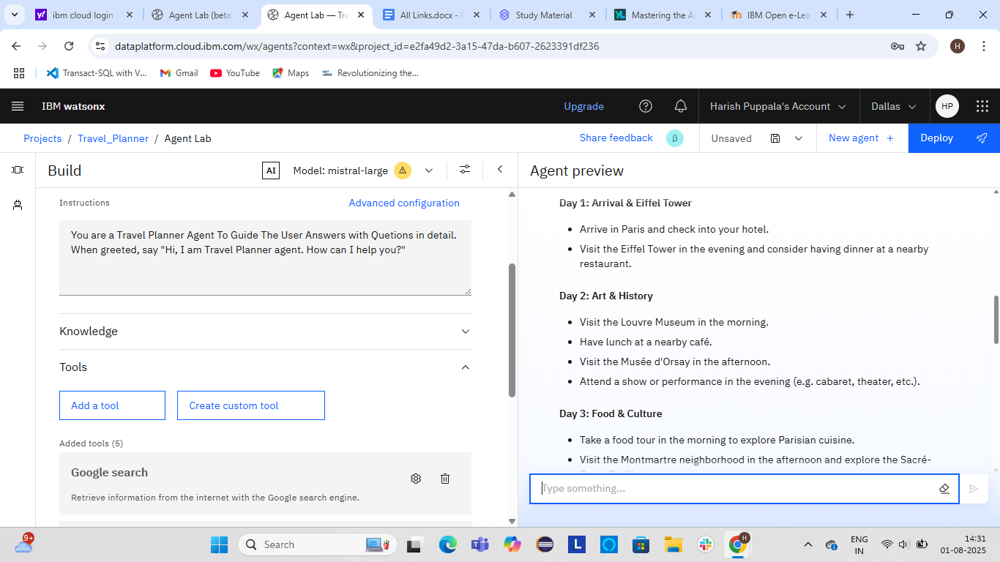 ibm cloud login
Agent Lab (beta)
Agent Lab — Tra
All Links.docx - G
Study Material
Mastering the A
IBM Open e-Lea
dataplatform.cloud.ibm.com/wx/agents?context=wx&project_id=e2fa49d2-3a15-47da-b607-2623391df236
H
Transact-SQL with V...
Gmail
YouTube
Maps
Revolutionizing the...
IBM watsonx
Upgrade
Harish Puppala's Account
Dallas
HP
Projects / Travel_Planner / Agent Lab
Share feedback
β
Unsaved
New agent +
Deploy
Build
AI
Model: mistral-large
Agent preview
Instructions
Advanced configuration
You are a Travel Planner Agent To Guide The User Answers with Quetions in detail.
When greeted, say "Hi, I am Travel Planner agent. How can I help you?"
Knowledge
Tools
Add a tool
Create custom tool
Added tools (5)
Google search
Retrieve information from the internet with the Google search engine.
Day 1: Arrival & Eiffel Tower
• Arrive in Paris and check into your hotel.
• Visit the Eiffel Tower in the evening and consider having dinner at a nearby
restaurant.
Day 2: Art & History
• Visit the Louvre Museum in the morning.
• Have lunch at a nearby café.
• Visit the Musée d'Orsay in the afternoon.
• Attend a show or performance in the evening (e.g. cabaret, theater, etc.).
Day 3: Food & Culture
• Take a food tour in the morning to explore Parisian cuisine.
• Visit the Montmartre neighborhood in the afternoon and explore the Sacré-
Type something...
9+
Search
L
H
ENG
IN
14:31
01-08-2025